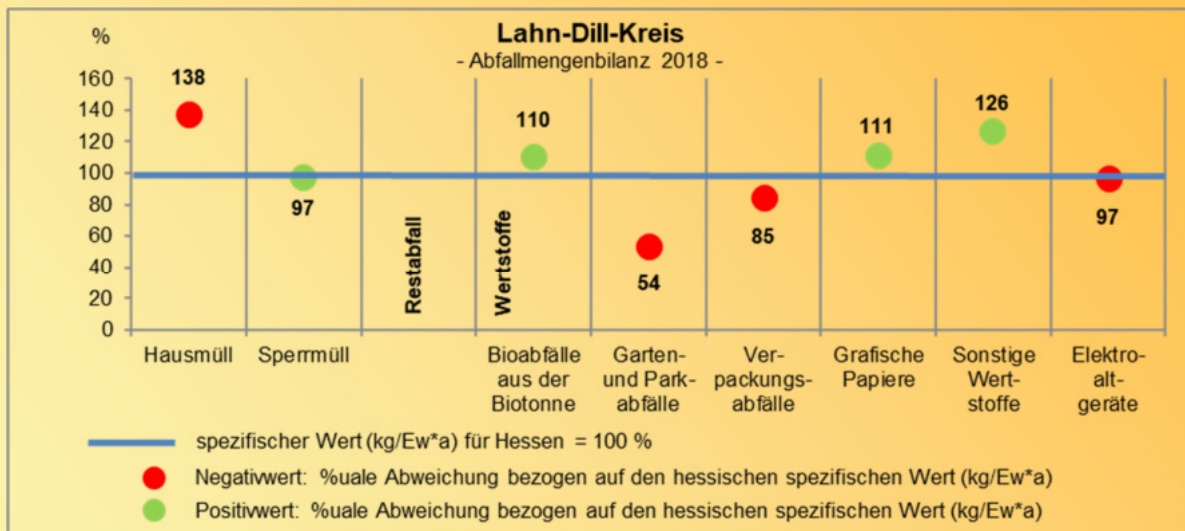 Lahn-Dill-Kreis
- Abfallmengenbilanz 2018 -
%
160
140
120
100
80
60
40
20
0
138
97
110
54
85
111
126
97
Restabfall
Wertstoffe
Hausmüll
Sperrmüll
Bioabfälle
aus der
Biotonne
Garten-
und Park-
abfälle
Ver-
packungs-
abfälle
Grafische
Papiere
Sonstige
Wert-
stoffe
Elektro-
alt-
geräte
spezifischer Wert (kg/Ew*a) für Hessen = 100 %
Negativwert: %uale Abweichung bezogen auf den hessischen spezifischen Wert (kg/Ew*a)
Positivwert: %uale Abweichung bezogen auf den hessischen spezifischen Wert (kg/Ew*a)